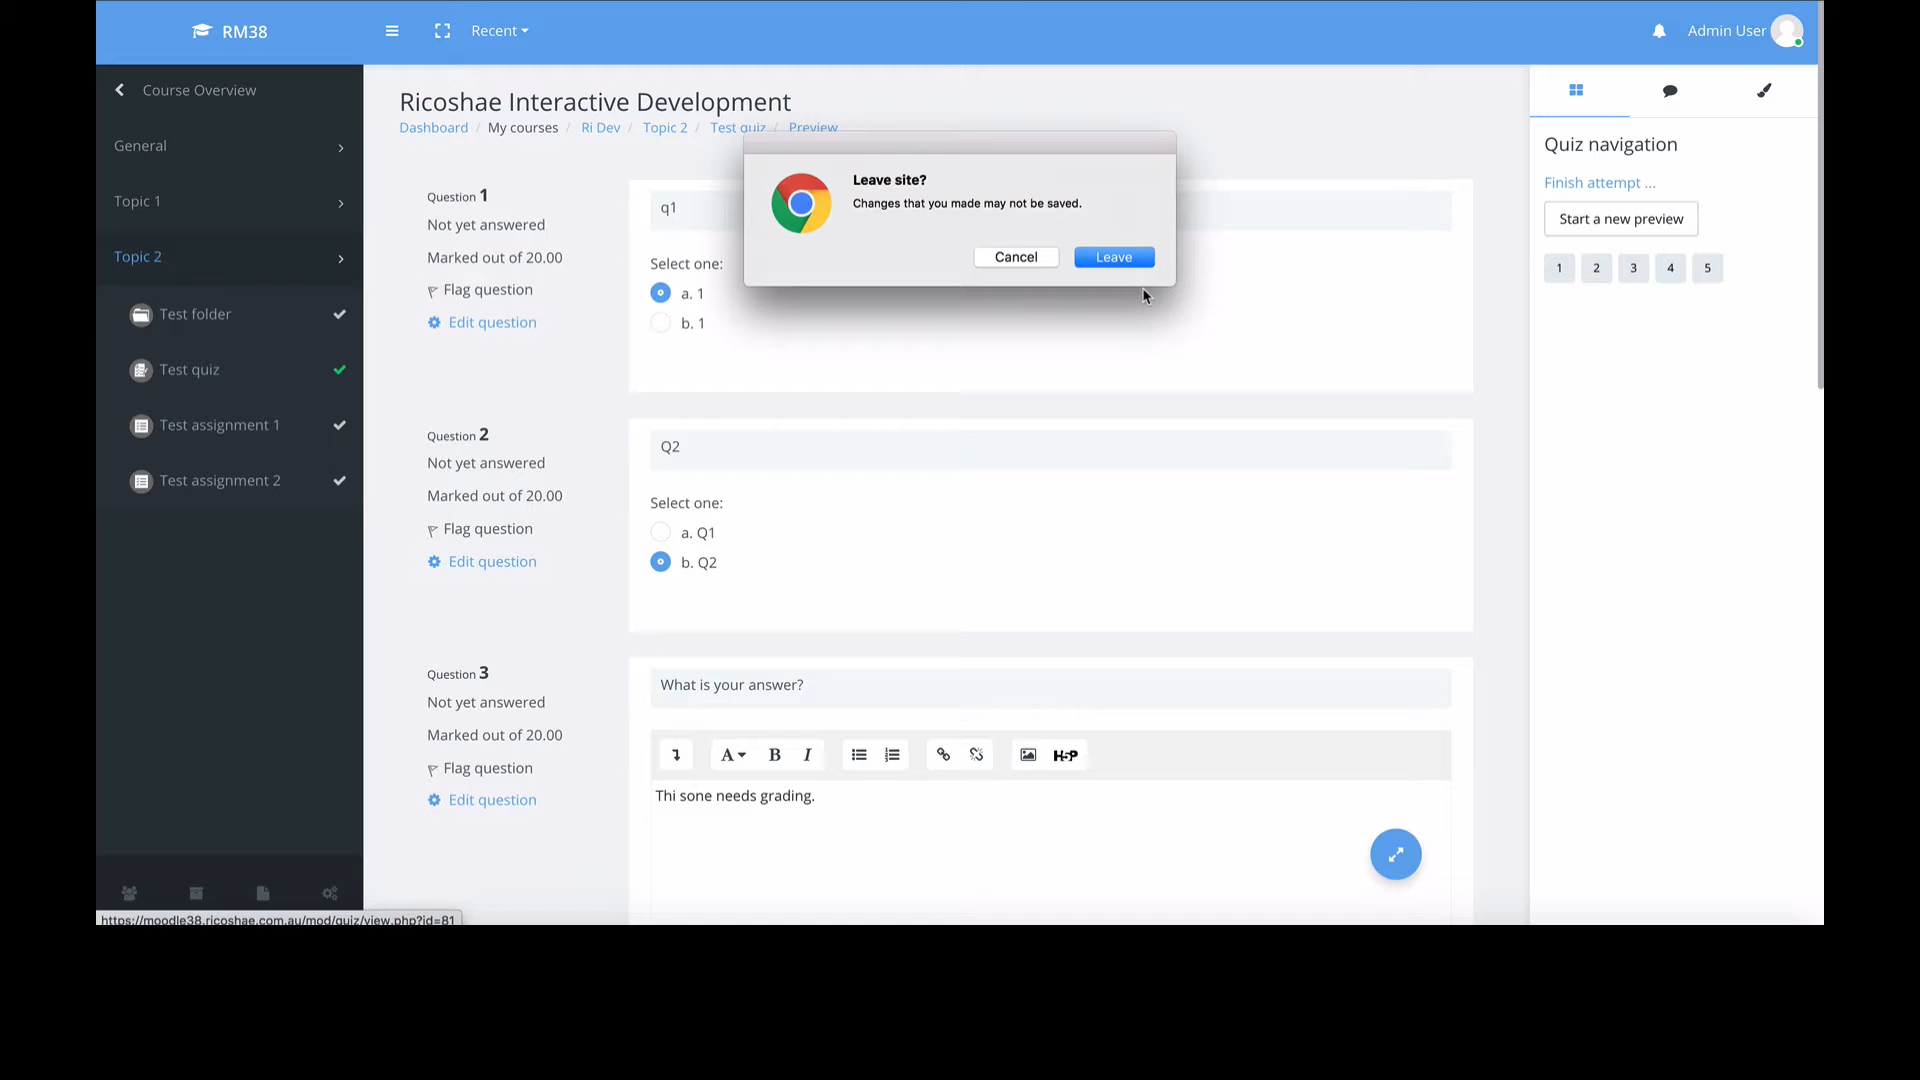 RM38
Recent
Admin User
Course Overview
General
Topic 1
Topic 2
Test folder
Test quiz
Test assignment 1
Test assignment 2
Ricoshae Interactive Development
Dashboard / My courses / Ri Dev / Topic 2 / Test quiz / Preview
Leave site?
Changes that you made may not be saved.
Cancel
Leave
Question 1
Not yet answered
Marked out of 20.00
Flag question
Edit question
q1
Select one:
a. 1
b. 1
Question 2
Not yet answered
Marked out of 20.00
Flag question
Edit question
Q2
Select one:
a. Q1
b. Q2
Question 3
Not yet answered
Marked out of 20.00
Flag question
Edit question
What is your answer?
A B I H5P
Thi sone needs grading.
Quiz navigation
Finish attempt ...
Start a new preview
1 2 3 4 5
https://moodle38.ricoshae.com.au/mod/quiz/view.php?id=81